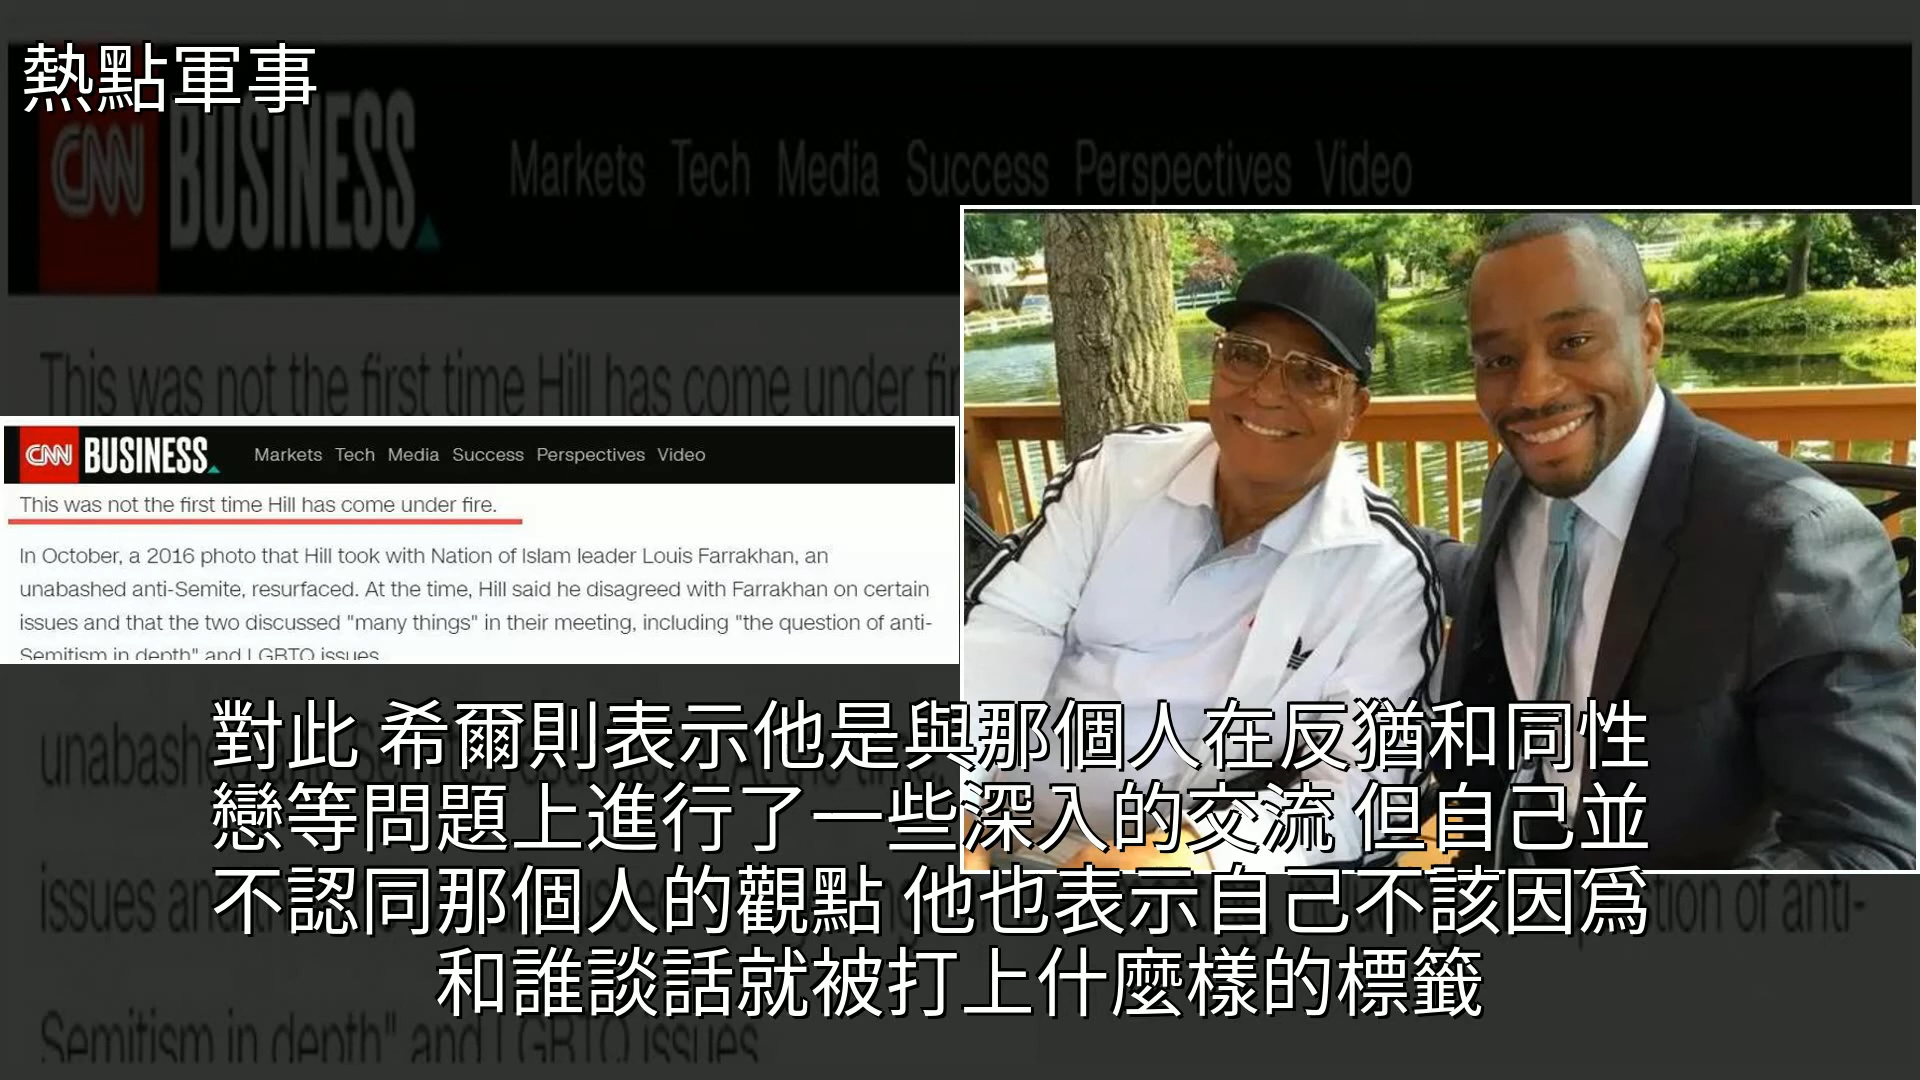 熱點軍事
CNN BUSINESS
Markets Tech Media Success Perspectives Video
This was not the first time Hill has come under fir
CNN BUSINESS Markets Tech Media Success Perspectives Video
This was not the first time Hill has come under fire.
In October, a 2016 photo that Hill took with Nation of Islam leader Louis Farrakhan, an
unabashed anti-Semite, resurfaced. At the time, Hill said he disagreed with Farrakhan on certain
issues and that the two discussed "many things" in their meeting, including "the question of anti-
Semitism in depth" and LGBTQ issues
對此 希爾則表示他是與那個人在反猶和同性
戀等問題上進行了一些深入的交流 但自己並
不認同那個人的觀點 他也表示自己不該因爲
和誰談話就被打上什麼樣的標籤
Semitism in depth" and LGBTQ issues